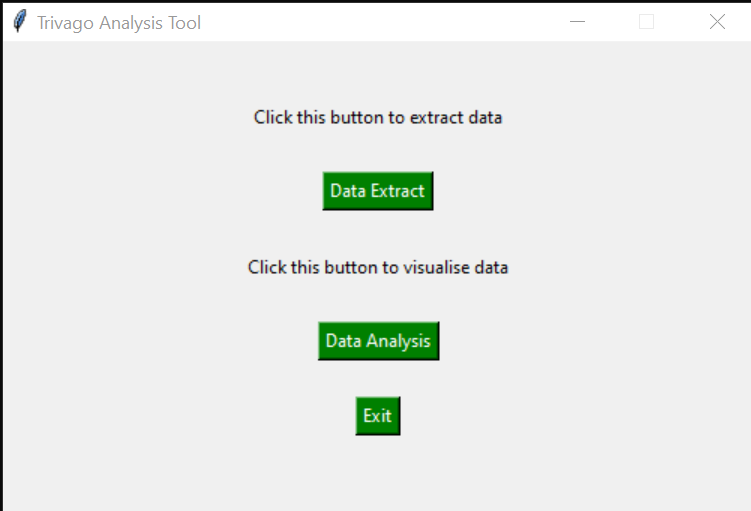 Trivago Analysis Tool
Click this button to extract data
Data Extract
Click this button to visualise data
Data Analysis
Exit